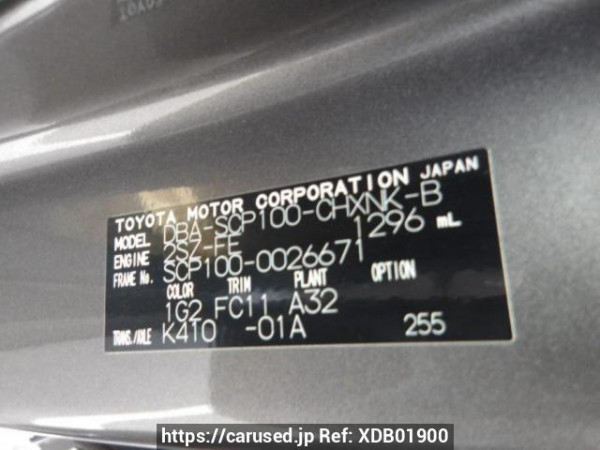 TOYOTA MOTOR CORPORATION JAPAN
MODEL DBA-SCP100-CHXNK-B
ENGINE 2SZ-FE 1296 mL
FRAME No. SCP100-0026671
COLOR TRIM PLANT OPTION
1G2 FC11 A32
TRANS./AXLE K410 -01A 255
https://carused.jp Ref: XDB01900